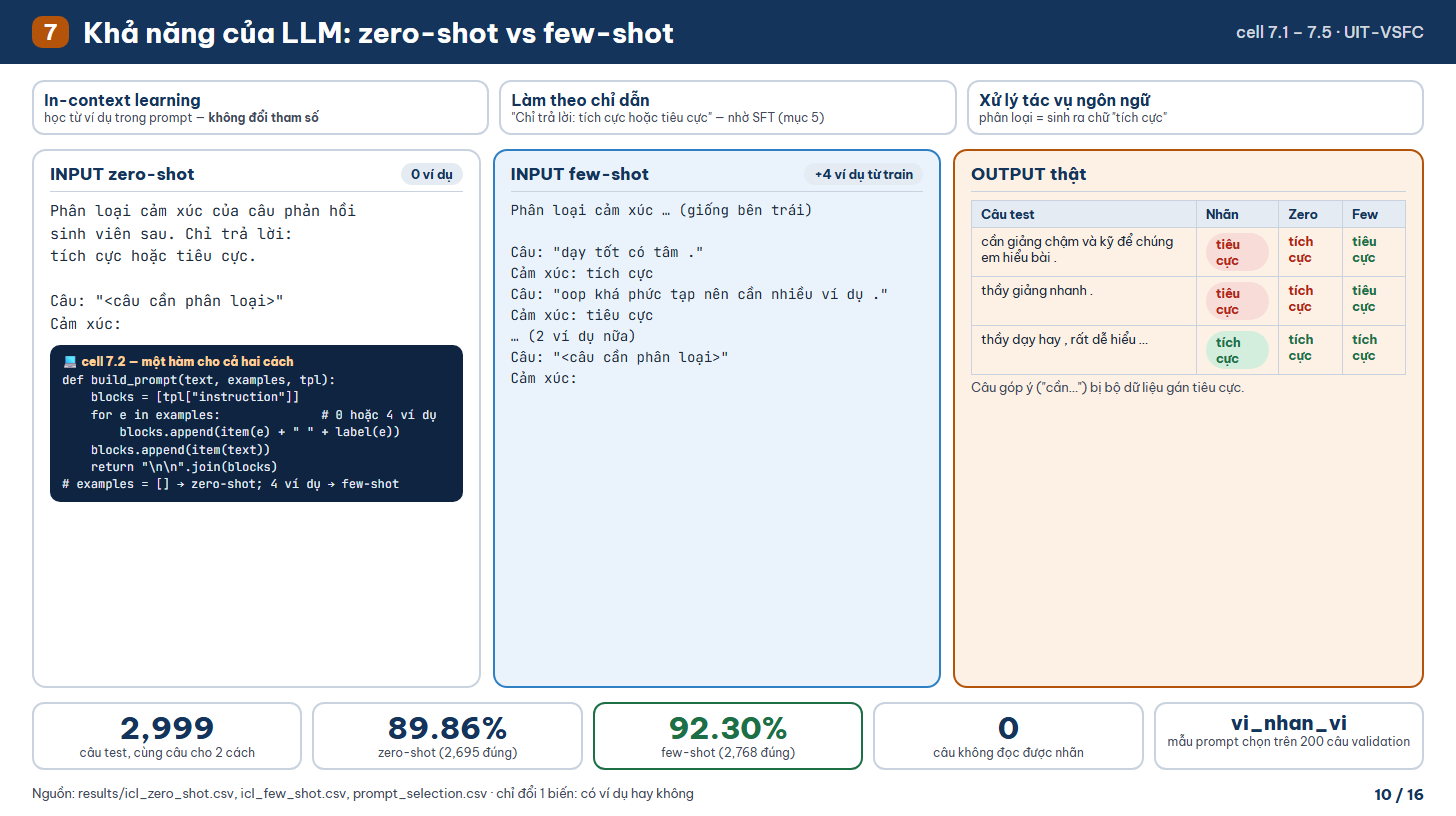 7 Khả năng của LLM: zero-shot vs few-shot
cell 7.1 – 7.5 · UIT-VSFC
In-context learning
học từ ví dụ trong prompt — không đổi tham số
Làm theo chỉ dẫn
"Chỉ trả lời: tích cực hoặc tiêu cực" — nhờ SFT (mục 5)
Xử lý tác vụ ngôn ngữ
phân loại = sinh ra chữ "tích cực"
INPUT zero-shot
0 ví dụ
Phân loại cảm xúc của câu phản hồi
sinh viên sau. Chỉ trả lời:
tích cực hoặc tiêu cực.
Câu: "<câu cần phân loại>"
Cảm xúc:
💻 cell 7.2 — một hàm cho cả hai cách
def build_prompt(text, examples, tpl):
    blocks = [tpl["instruction"]]
    for e in examples:              # 0 hoặc 4 ví dụ
        blocks.append(item(e) + " " + label(e))
    blocks.append(item(text))
    return "\n\n".join(blocks)
# examples = [] → zero-shot; 4 ví dụ → few-shot
INPUT few-shot
+4 ví dụ từ train
Phân loại cảm xúc … (giống bên trái)
Câu: "dạy tốt có tâm ."
Cảm xúc: tích cực
Câu: "oop khá phức tạp nên cần nhiều ví dụ ."
Cảm xúc: tiêu cực
… (2 ví dụ nữa)
Câu: "<câu cần phân loại>"
Cảm xúc:
OUTPUT thật
Câu test Nhãn Zero Few
cần giảng chậm và kỹ để chúng tiêu tích tiêu
em hiểu bài . cực cực cực
thầy giảng nhanh . tiêu tích tiêu
cực cực cực
thầy dạy hay , rất dễ hiểu ... tích tích tích
cực cực cực
Câu góp ý ("cần...") bị bộ dữ liệu gán tiêu cực.
2,999
câu test, cùng câu cho 2 cách
89.86%
zero-shot (2,695 đúng)
92.30%
few-shot (2,768 đúng)
0
câu không đọc được nhãn
vi_nhan_vi
mẫu prompt chọn trên 200 câu validation
Nguồn: results/icl_zero_shot.csv, icl_few_shot.csv, prompt_selection.csv · chỉ đổi 1 biến: có ví dụ hay không
10 / 16